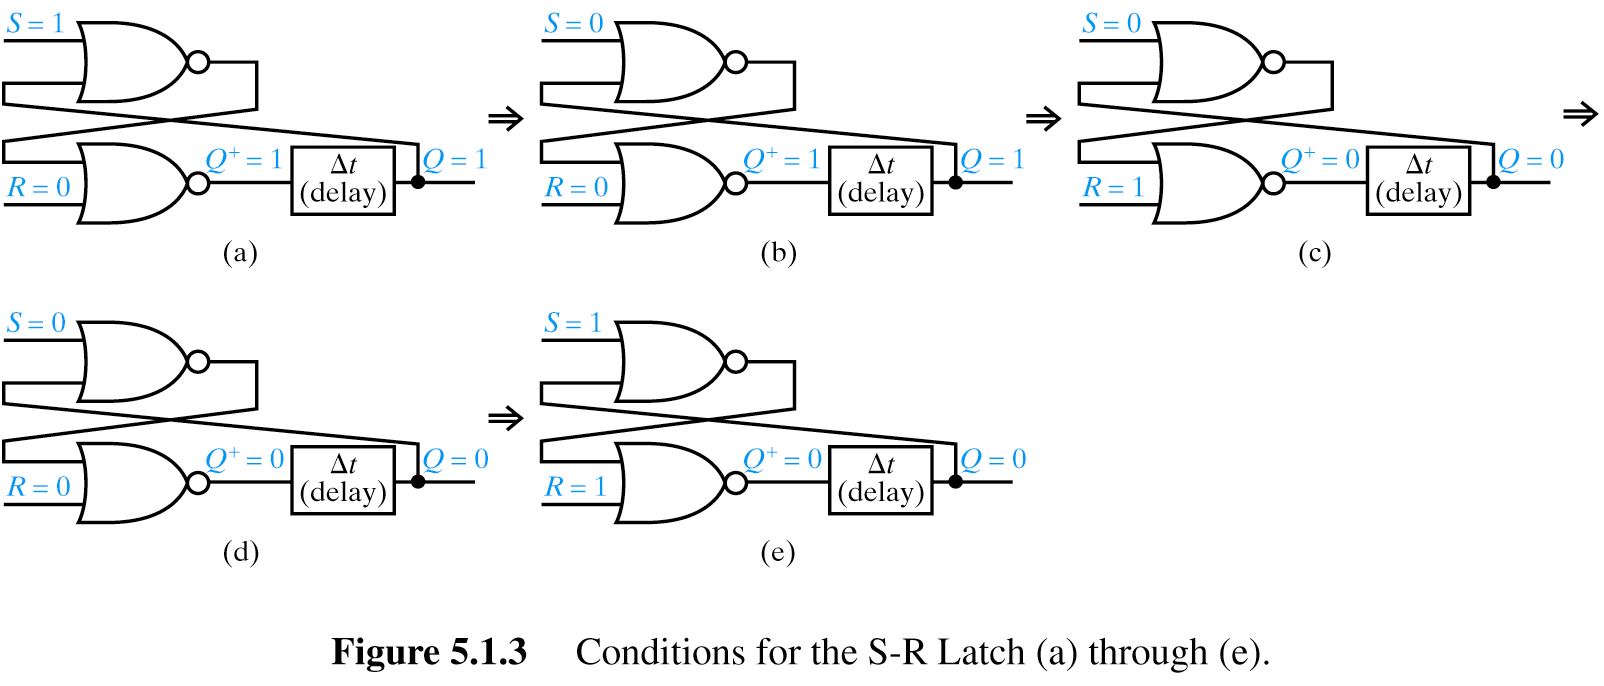 S = 1
Q⁺ = 1
Δt
(delay)
Q = 1
R = 0
(a)
⇒
S = 0
Q⁺ = 1
Δt
(delay)
Q = 1
R = 0
(b)
⇒
S = 0
Q⁺ = 0
Δt
(delay)
Q = 0
R = 1
(c)
⇒
S = 0
Q⁺ = 0
Δt
(delay)
Q = 0
R = 0
(d)
⇒
S = 1
Q⁺ = 0
Δt
(delay)
Q = 0
R = 1
(e)
Figure 5.1.3 Conditions for the S-R Latch (a) through (e).